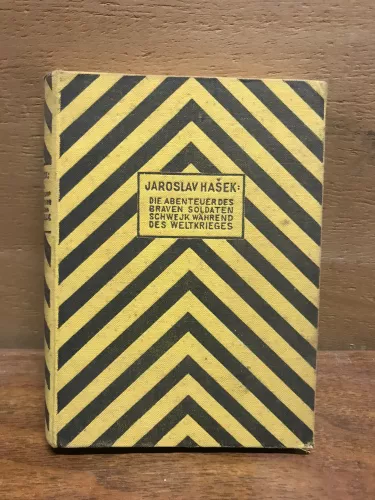 JAROSLAV HAŠEK:
DIE ABENTEUER DES
BRAVEN SOLDATEN
SCHWEJK WÄHREND
DES WELTKRIEGES